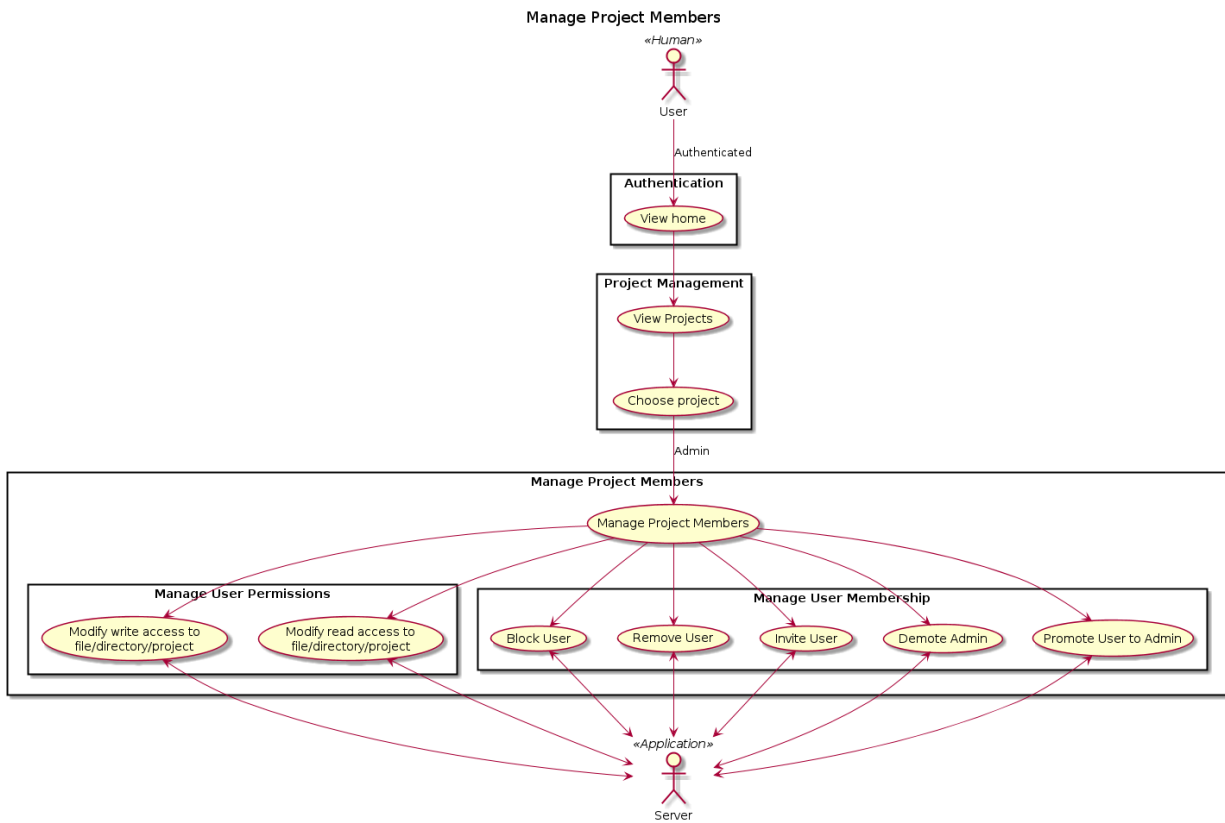 Manage Project Members
«Human»
User
Authenticated
Authentication
View home
Project Management
View Projects
Choose project
Admin
Manage Project Members
Manage Project Members
Manage User Permissions
Modify write access to
file/directory/project
Modify read access to
file/directory/project
Manage User Membership
Block User
Remove User
Invite User
Demote Admin
Promote User to Admin
«Application»
Server